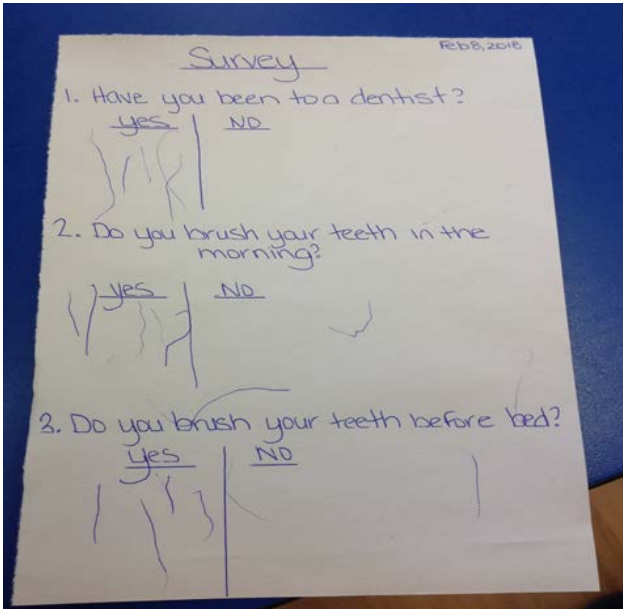 Feb 8, 2018
Survey
1. Have you been to a dentist?
yes NO
2. Do you brush your teeth in the
morning?
yes NO
3. Do you brush your teeth before bed?
yes NO